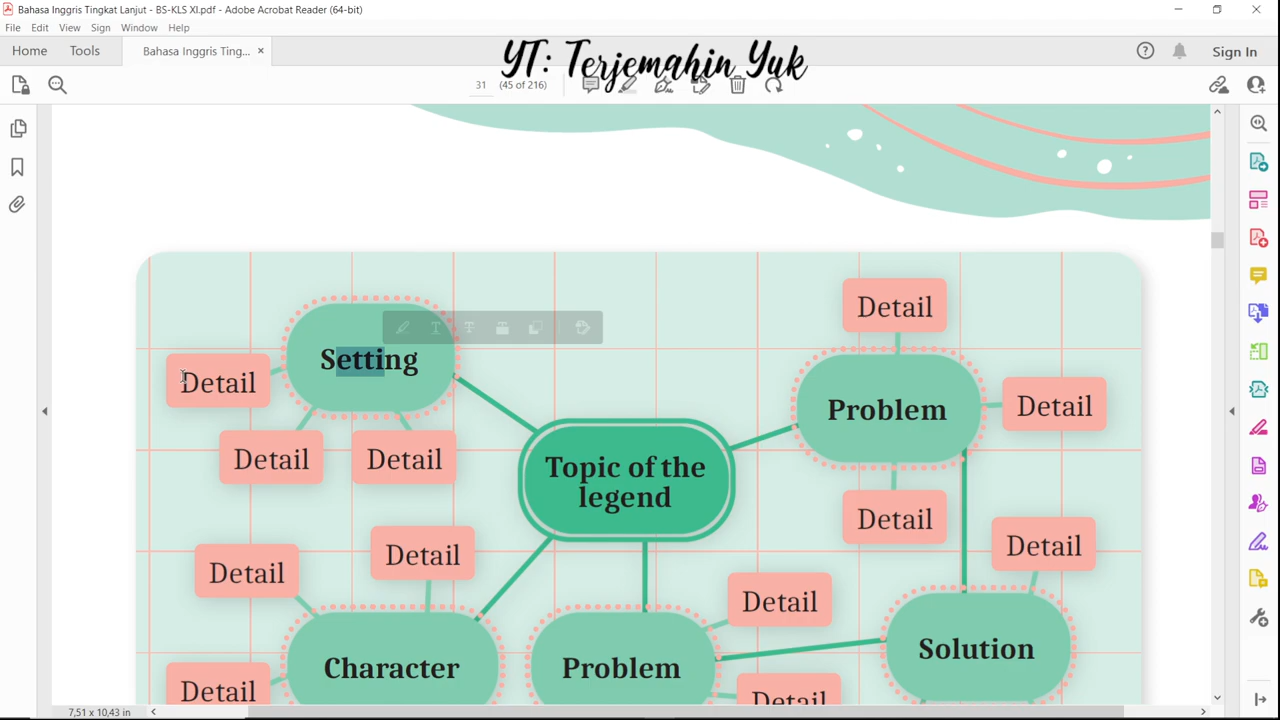 Bahasa Inggris Tingkat Lanjut - BS-KLS XI.pdf - Adobe Acrobat Reader (64-bit)
File Edit View Sign Window Help
Home Tools Bahasa Inggris Ting... × Sign In
YT: Terjemahin Yuk
31 (45 of 216)
Detail
Setting
Detail
Problem
Detail
Detail
Detail
Topic of the
legend
Detail
Detail
Detail
Detail
Detail
Detail
Character
Problem
Solution
Detail
Detail
7,51 x 10,43 in